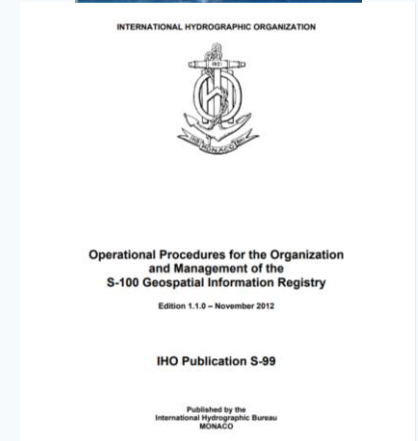 INTERNATIONAL HYDROGRAPHIC ORGANIZATION
Operational Procedures for the Organization
and Management of the
S-100 Geospatial Information Registry
Edition 1.1.0 – November 2012
IHO Publication S-99
Published by the
International Hydrographic Bureau
MONACO